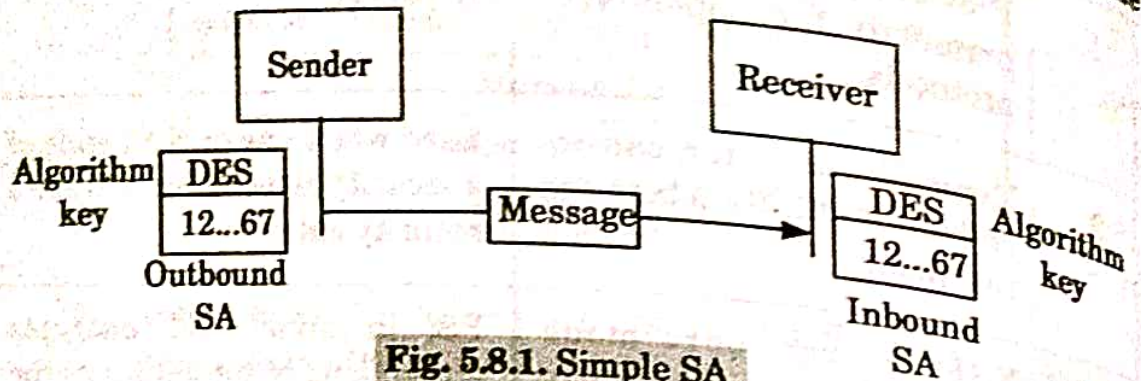 Sender
Receiver
Algorithm
key
DES
12...67
Outbound
SA
Message
DES
12...67
Algorithm
key
Inbound
SA
Fig. 5.8.1. Simple SA